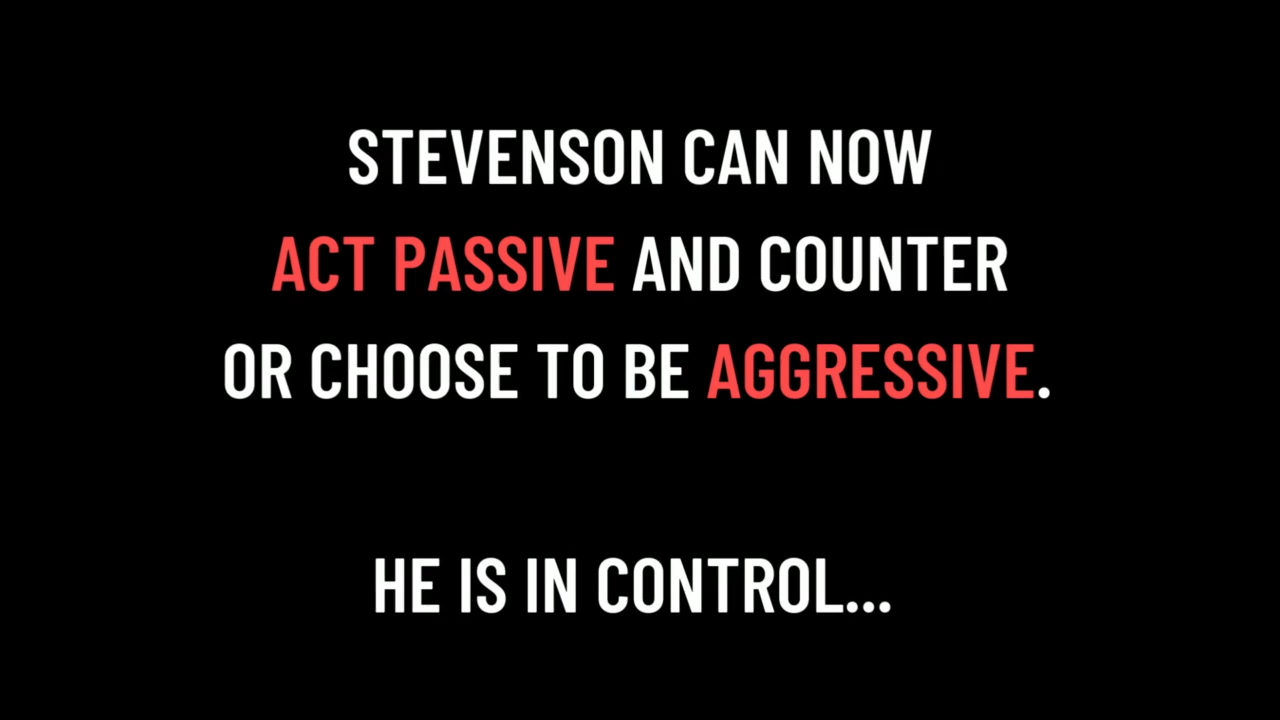 STEVENSON CAN NOW
ACT PASSIVE AND COUNTER
OR CHOOSE TO BE AGGRESSIVE.
HE IS IN CONTROL...